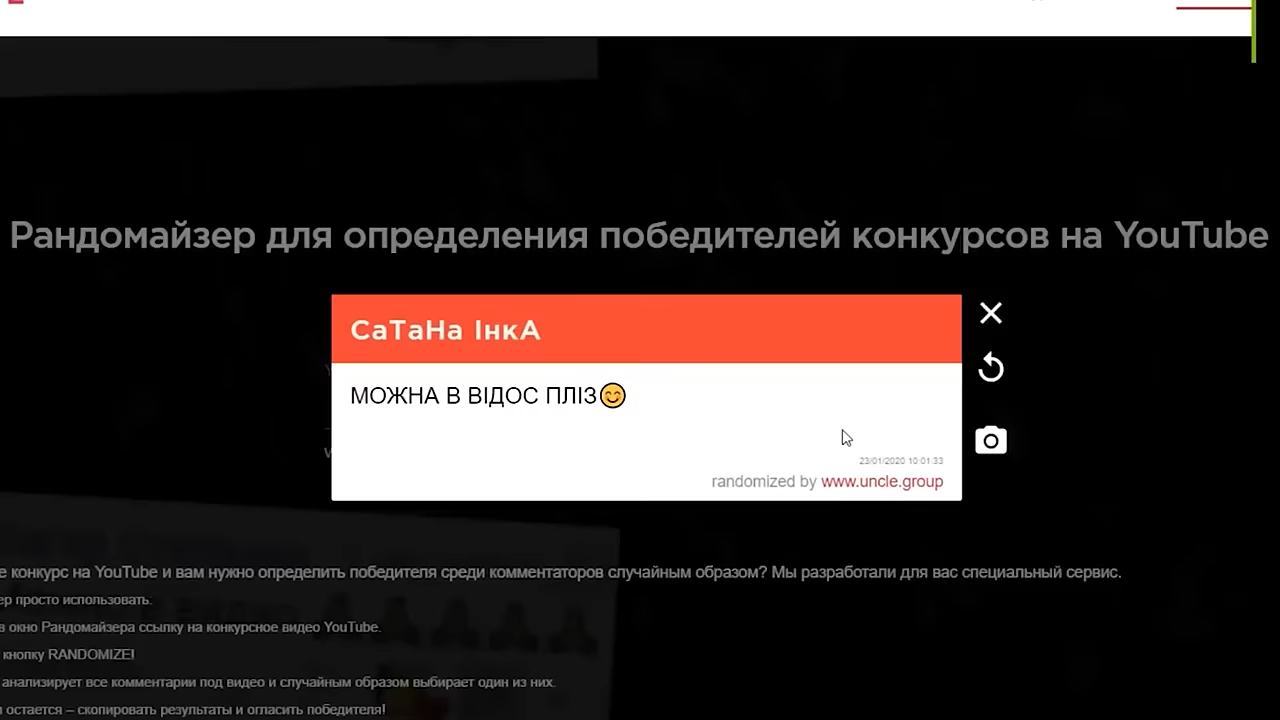 Рандомайзер для определения победителей конкурсов на YouTube
СаТаНа ІнкА
МОЖНА В ВІДОС ПЛІЗ😊
23/01/2020 10:01:33
randomized by www.uncle.group
е конкурс на YouTube и вам нужно определить победителя среди комментаторов случайным образом? Мы разработали для вас специальный сервис.
ер просто использовать.
в окно Рандомайзера ссылку на конкурсное видео YouTube.
кнопку RANDOMIZE!
анализирует все комментарии под видео и случайным образом выбирает один из них.
остается – скопировать результаты и огласить победителя!